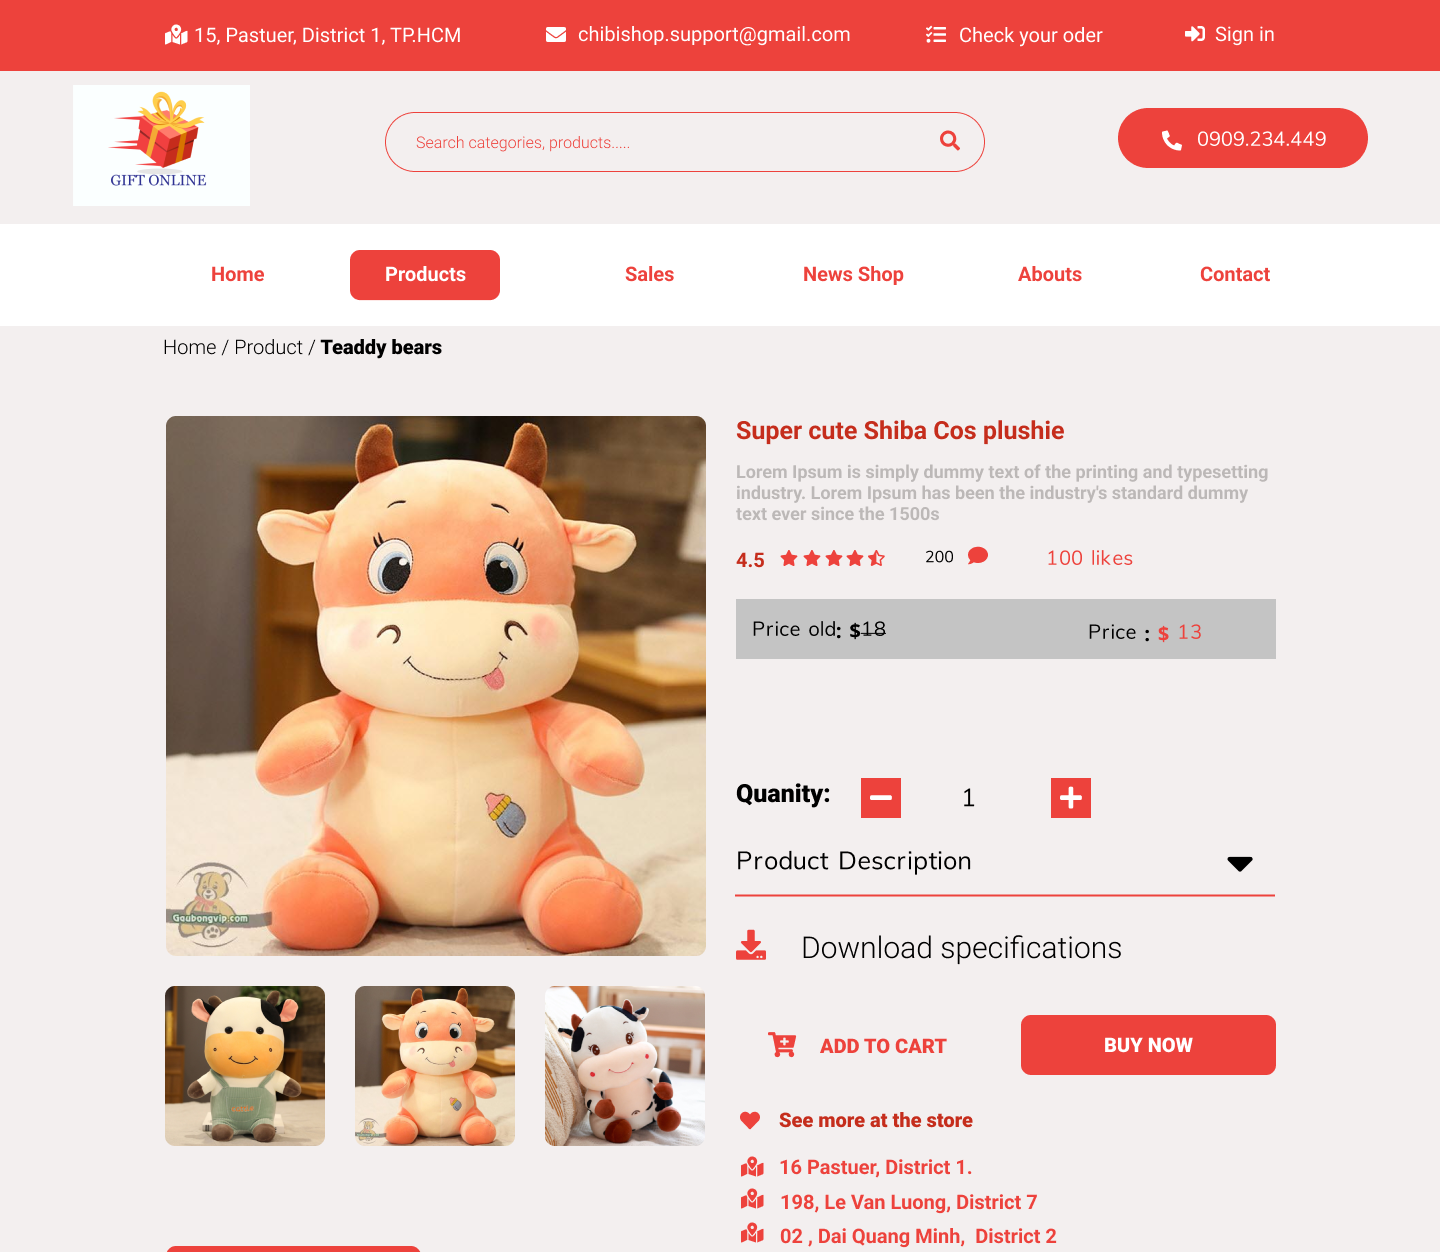 15, Pastuer, District 1, TP.HCM
chibishop.support@gmail.com
Check your oder
Sign in
GIFT ONLINE
Search categories, products.....
0909.234.449
Home
Products
Sales
News Shop
Abouts
Contact
Home / Product / Teaddy bears
Super cute Shiba Cos plushie
Lorem Ipsum is simply dummy text of the printing and typesetting
industry. Lorem Ipsum has been the industry's standard dummy
text ever since the 1500s
4.5
200
100 likes
Price old: $18
Price : $ 13
Quanity:
1
Product Description
Gaubongvip.com
Download specifications
ADD TO CART
BUY NOW
See more at the store
16 Pastuer, District 1.
198, Le Van Luong, District 7
02 , Dai Quang Minh,  District 2